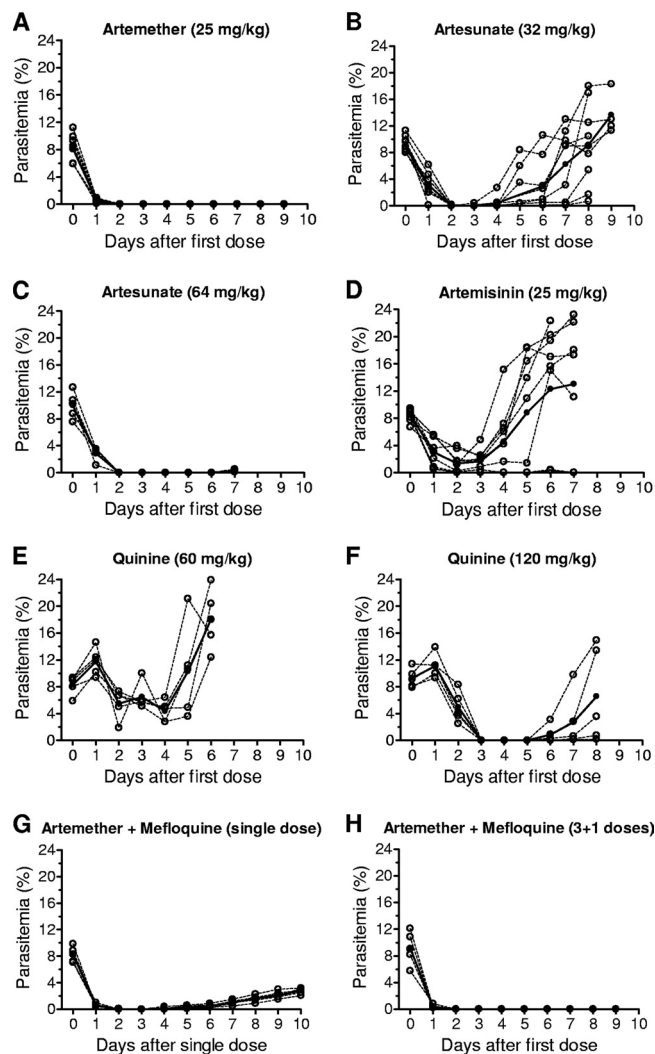 A Artemether (25 mg/kg)
Parasitemia (%)
24
20
16
12
8
4
0
0 1 2 3 4 5 6 7 8 9 10
Days after first dose
B Artesunate (32 mg/kg)
Parasitemia (%)
24
20
16
12
8
4
0
0 1 2 3 4 5 6 7 8 9 10
Days after first dose
C Artesunate (64 mg/kg)
Parasitemia (%)
24
20
16
12
8
4
0
0 1 2 3 4 5 6 7 8 9 10
Days after first dose
D Artemisinin (25 mg/kg)
Parasitemia (%)
24
20
16
12
8
4
0
0 1 2 3 4 5 6 7 8 9 10
Days after first dose
E Quinine (60 mg/kg)
Parasitemia (%)
24
20
16
12
8
4
0
0 1 2 3 4 5 6 7 8 9 10
Days after first dose
F Quinine (120 mg/kg)
Parasitemia (%)
24
20
16
12
8
4
0
0 1 2 3 4 5 6 7 8 9 10
Days after first dose
G Artemether + Mefloquine (single dose)
Parasitemia (%)
24
20
16
12
8
4
0
0 1 2 3 4 5 6 7 8 9 10
Days after single dose
H Artemether + Mefloquine (3+1 doses)
Parasitemia (%)
24
20
16
12
8
4
0
0 1 2 3 4 5 6 7 8 9 10
Days after first dose